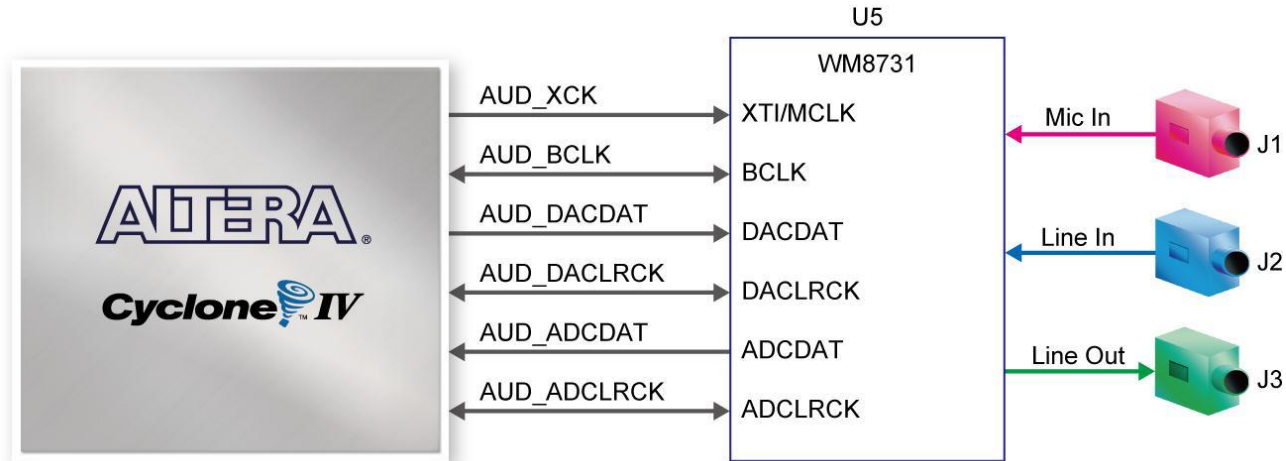 U5
WM8731
ALTERA®
Cyclone™ IV
AUD_XCK
AUD_BCLK
AUD_DACDAT
AUD_DACLRCK
AUD_ADCDAT
AUD_ADCLRCK
XTI/MCLK
BCLK
DACDAT
DACLRCK
ADCDAT
ADCLRCK
Mic In
J1
Line In
J2
Line Out
J3